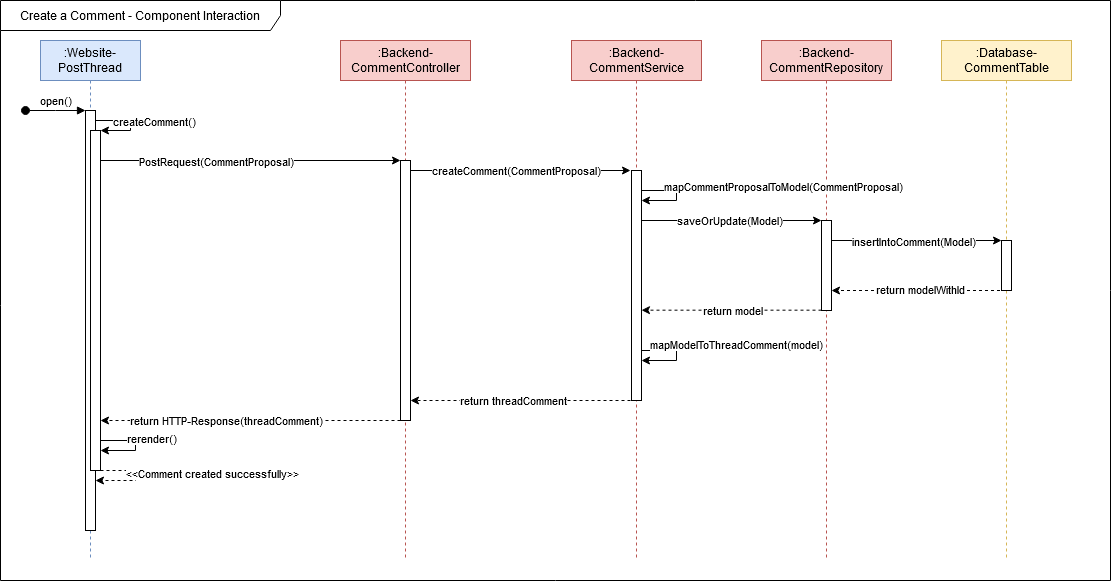 Create a Comment - Component Interaction
:Website-
PostThread
:Backend-
CommentController
:Backend-
CommentService
:Backend-
CommentRepository
:Database-
CommentTable
open()
createComment()
PostRequest(CommentProposal)
createComment(CommentProposal)
mapCommentProposalToModel(CommentProposal)
saveOrUpdate(Model)
insertIntoComment(Model)
return modelWithId
return model
mapModelToThreadComment(model)
return threadComment
return HTTP-Response(threadComment)
rerender()
<<Comment created successfully>>